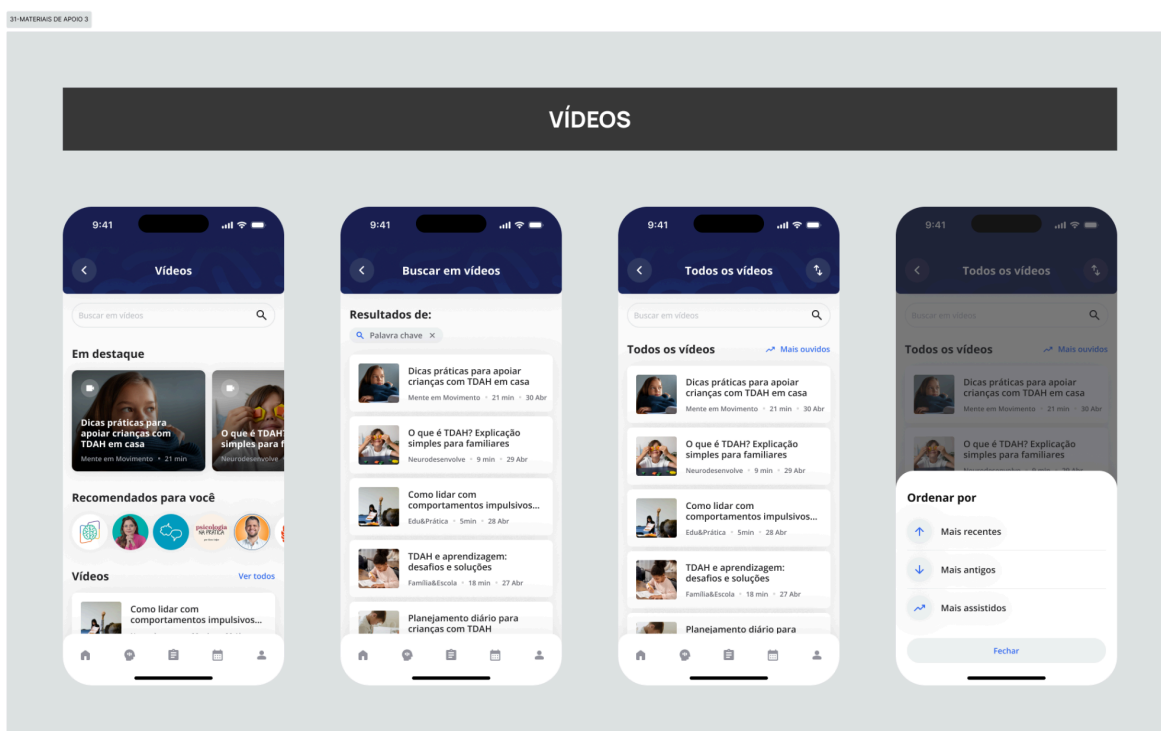 31-MATERIAIS DE APOIO 3
VÍDEOS
9:41
Vídeos
Buscar em vídeos
Em destaque
Dicas práticas para
apoiar crianças com
TDAH em casa
Mente em Movimento • 21 min
O que é TDAH?
simples para f
Neurodesenvolve •
Recomendados para você
psicologia
NA PRÁTICA
Vídeos
Ver todos
Como lidar com
comportamentos impulsivos...
9:41
Buscar em vídeos
Resultados de:
Palavra chave ×
Dicas práticas para apoiar
crianças com TDAH em casa
Mente em Movimento • 21 min • 30 Abr
O que é TDAH? Explicação
simples para familiares
Neurodesenvolve • 9 min • 29 Abr
Como lidar com
comportamentos impulsivos...
Edu&Prática • 5min • 28 Abr
TDAH e aprendizagem:
desafios e soluções
Família&Escola • 18 min • 27 Abr
Planejamento diário para
crianças com TDAH
9:41
Todos os vídeos
Buscar em vídeos
Todos os vídeos
Mais ouvidos
Dicas práticas para apoiar
crianças com TDAH em casa
Mente em Movimento • 21 min • 30 Abr
O que é TDAH? Explicação
simples para familiares
Neurodesenvolve • 9 min • 29 Abr
Como lidar com
comportamentos impulsivos...
Edu&Prática • 5min • 28 Abr
TDAH e aprendizagem:
desafios e soluções
Família&Escola • 18 min • 27 Abr
Planejamento diário para
9:41
Todos os vídeos
Buscar em vídeos
Todos os vídeos
Mais ouvidos
Dicas práticas para apoiar
crianças com TDAH em casa
Mente em Movimento • 21 min • 30 Abr
O que é TDAH? Explicação
simples para familiares
Ordenar por
Mais recentes
Mais antigos
Mais assistidos
Fechar